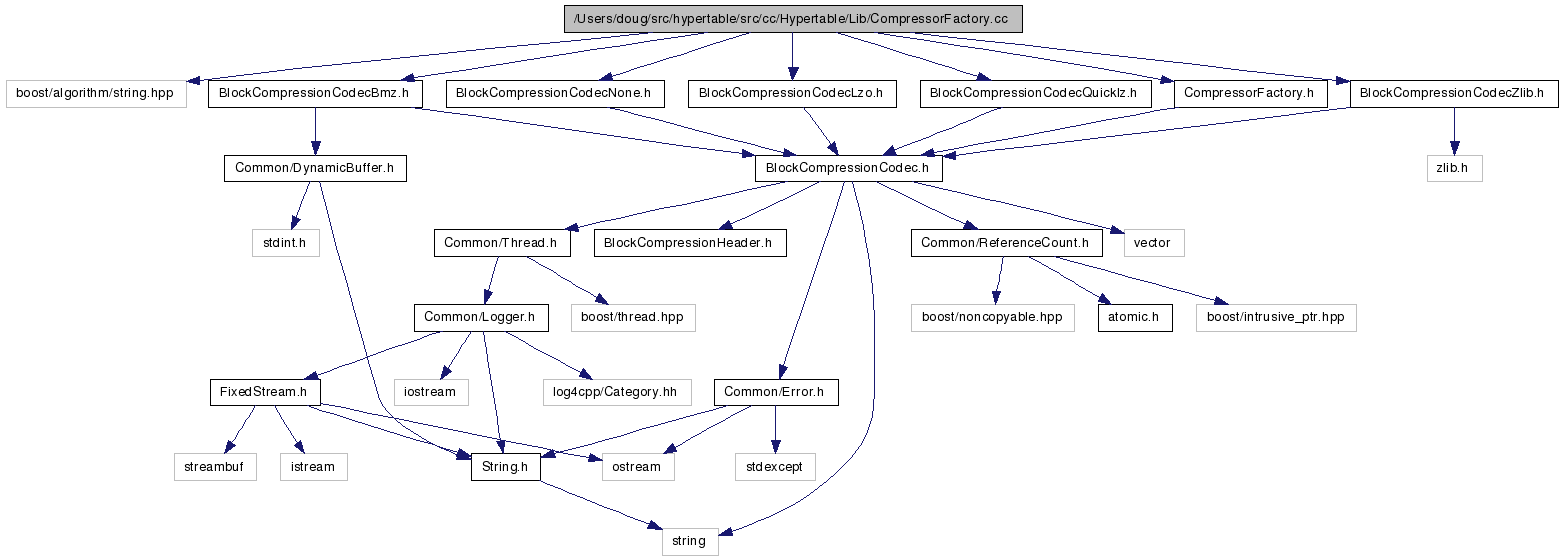 /Users/doug/src/hypertable/src/cc/Hypertable/Lib/CompressorFactory.cc
boost/algorithm/string.hpp
BlockCompressionCodecBmz.h
BlockCompressionCodecNone.h
BlockCompressionCodecLzo.h
BlockCompressionCodecQuicklz.h
CompressorFactory.h
BlockCompressionCodecZlib.h
Common/DynamicBuffer.h
BlockCompressionCodec.h
zlib.h
stdint.h
Common/Thread.h
BlockCompressionHeader.h
Common/ReferenceCount.h
vector
Common/Logger.h
boost/thread.hpp
boost/noncopyable.hpp
atomic.h
boost/intrusive_ptr.hpp
FixedStream.h
iostream
log4cpp/Category.hh
Common/Error.h
streambuf
istream
String.h
ostream
stdexcept
string